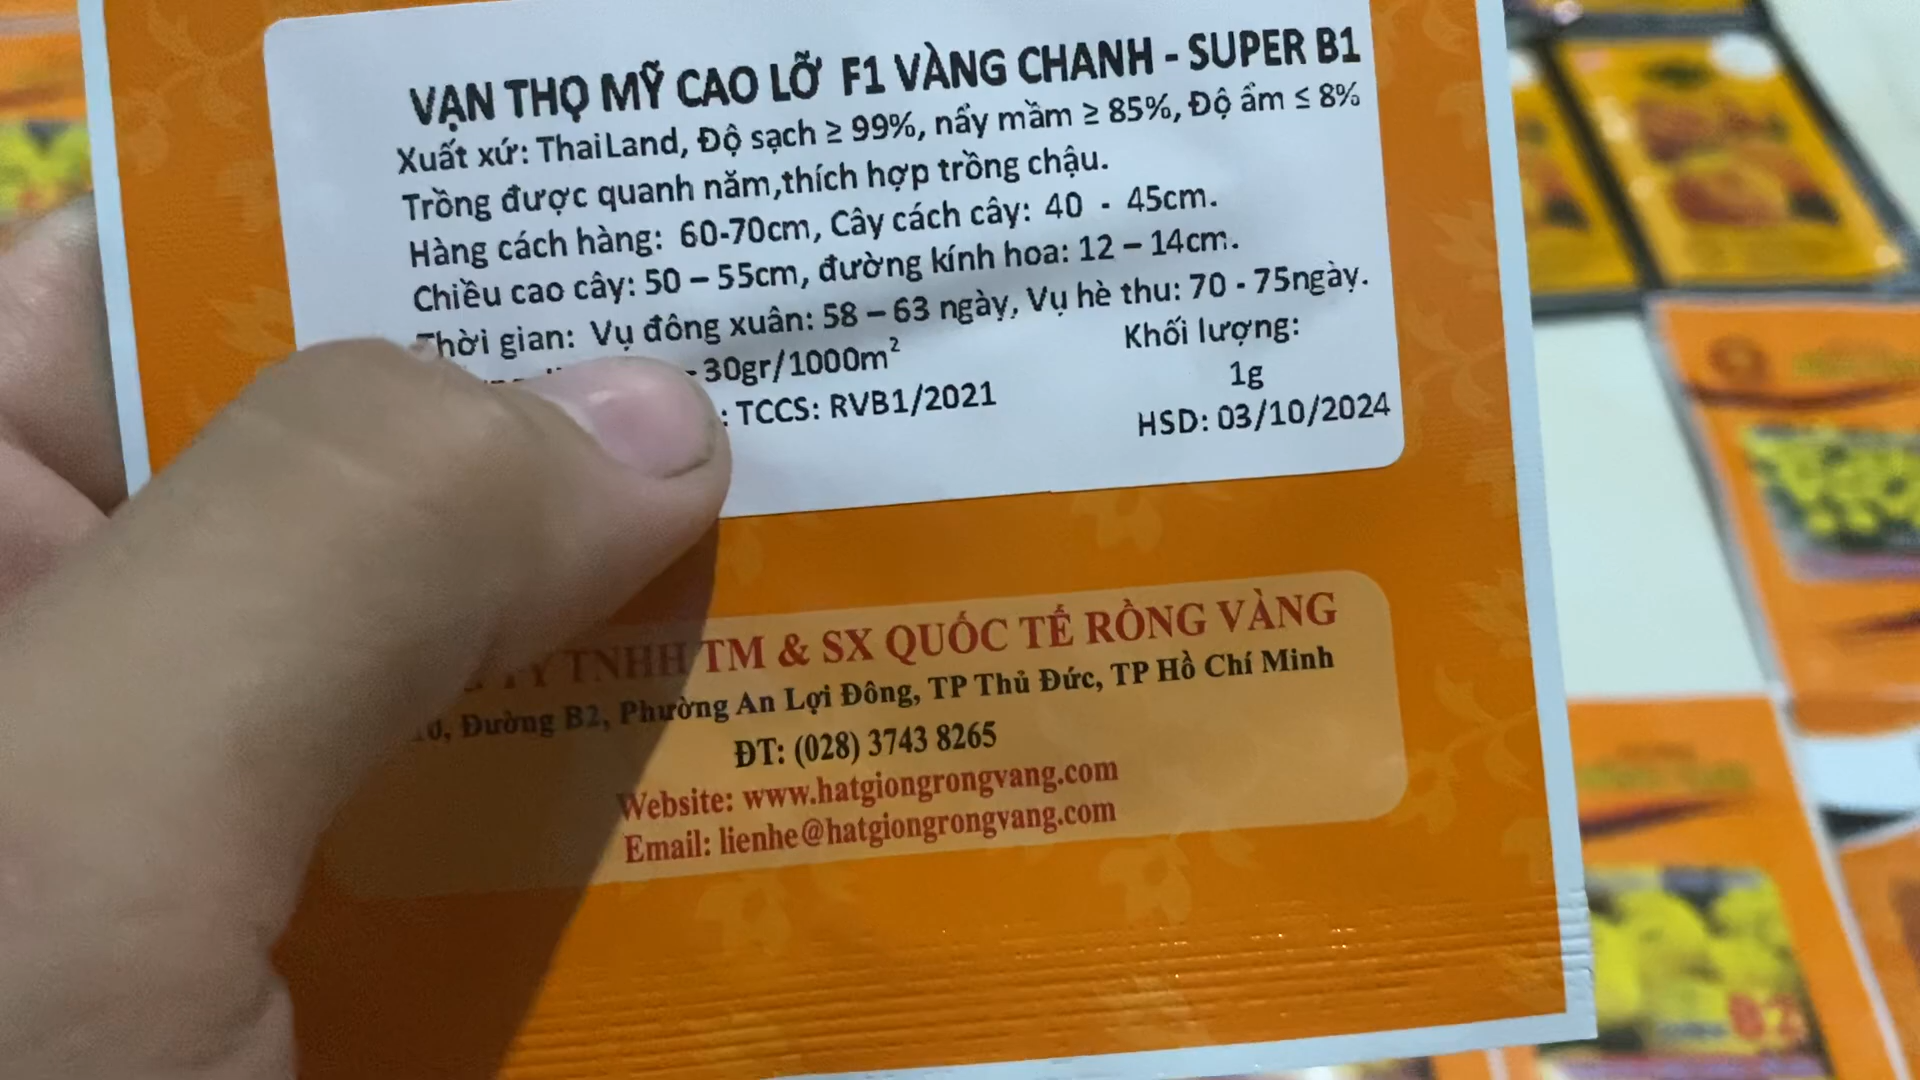 VẠN THỌ MỸ CAO LỠ F1 VÀNG CHANH - SUPER B1
Xuất xứ: ThaiLand, Độ sạch ≥ 99%, nẩy mầm ≥ 85%, Độ ẩm ≤ 8%
Trồng được quanh năm,thích hợp trồng chậu.
Hàng cách hàng: 60-70cm, Cây cách cây: 40 - 45cm.
Chiều cao cây: 50 – 55cm, đường kính hoa: 12 – 14cm.
Thời gian: Vụ đông xuân: 58 – 63 ngày, Vụ hè thu: 70 - 75ngày.
- 30gr/1000m² Khối lượng:
1g
: TCCS: RVB1/2021 HSD: 03/10/2024
TNHH TM & SX QUỐC TẾ RỒNG VÀNG
Đường B2, Phường An Lợi Đông, TP Thủ Đức, TP Hồ Chí Minh
ĐT: (028) 3743 8265
Website: www.hatgiongrongvang.com
Email: lienhe@hatgiongrongvang.com
B2